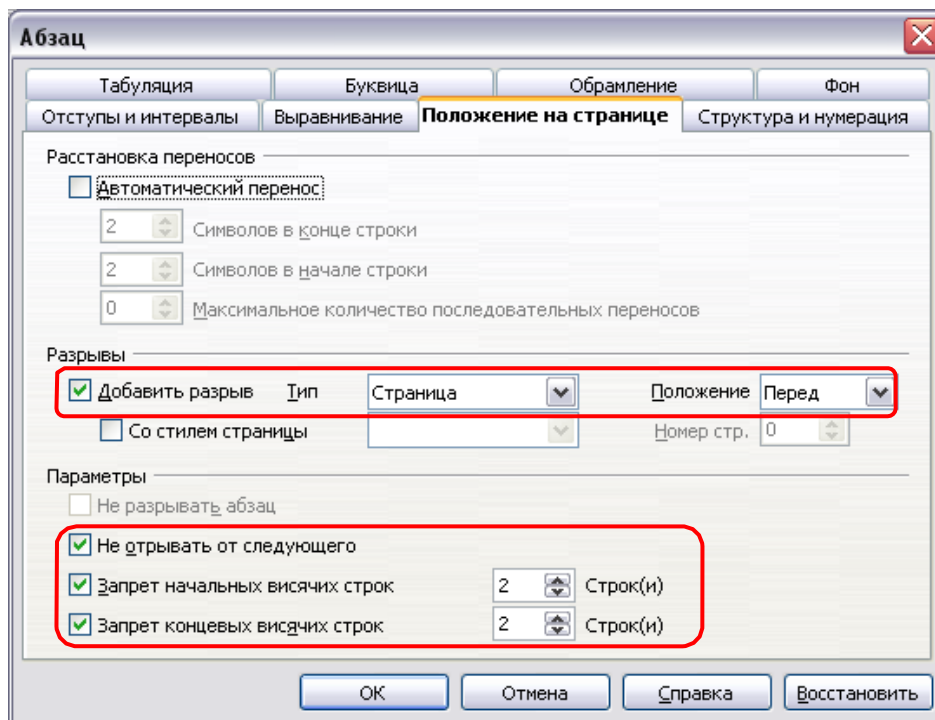 Абзац
Табуляция Буквица Обрамление Фон
Отступы и интервалы Выравнивание Положение на странице Структура и нумерация
Расстановка переносов
Автоматический перенос
2 Символов в конце строки
2 Символов в начале строки
0 Максимальное количество последовательных переносов
Разрывы
Добавить разрыв Тип Страница Положение Перед
Со стилем страницы Номер стр. 0
Параметры
Не разрывать абзац
Не отрывать от следующего
Запрет начальных висячих строк 2 Строк(и)
Запрет концевых висячих строк 2 Строк(и)
ОК Отмена Справка Восстановить